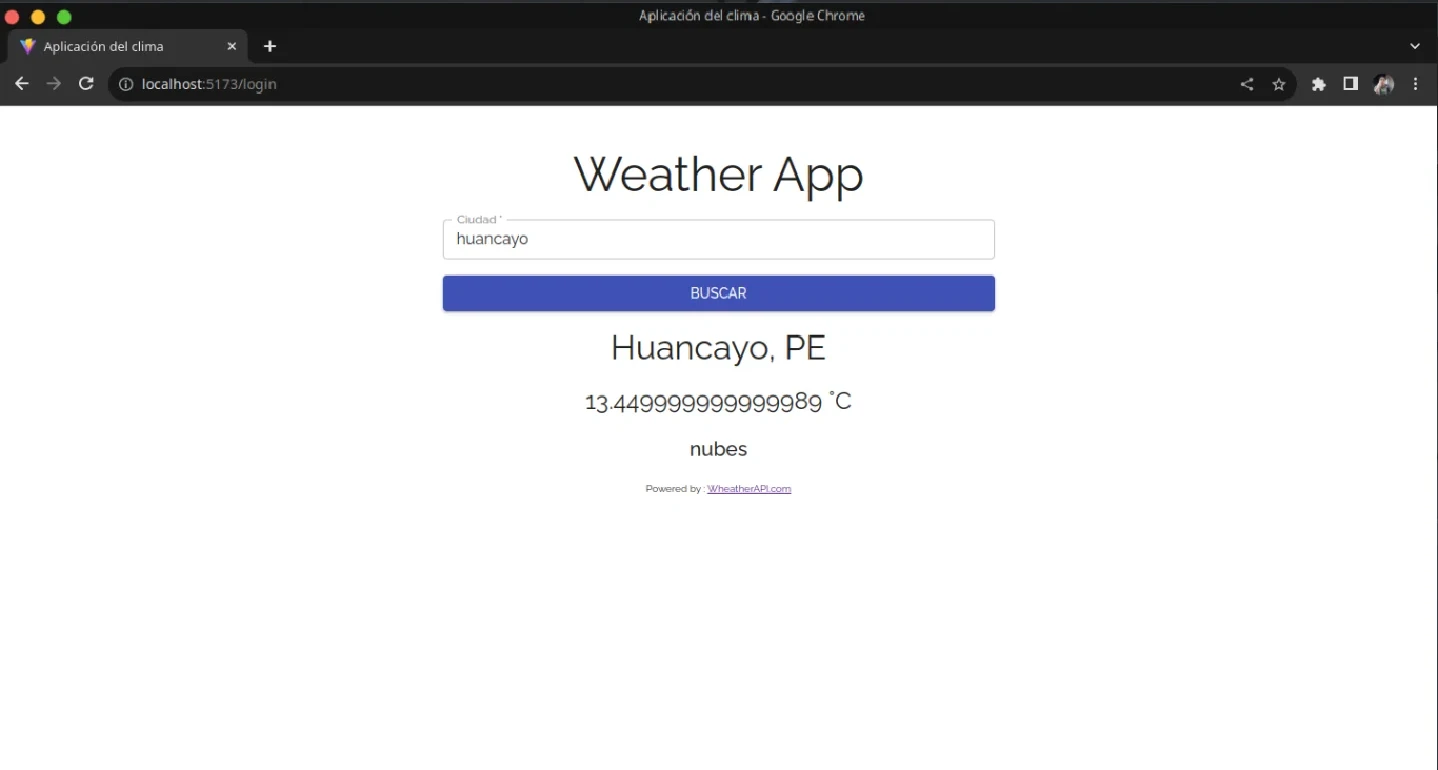 Aplicación del clima - Google Chrome
Aplicación del clima
localhost:5173/login
Weather App
Ciudad *
huancayo
BUSCAR
Huancayo, PE
13.449999999999989 °C
nubes
Powered by : WheatherAPI.com